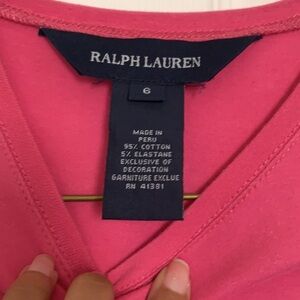 RALPH LAUREN
6
MADE IN
PERU
95% COTTON
5% ELASTANE
EXCLUSIVE OF
DECORATION
GARNITURE EXCLUE
RN 41381